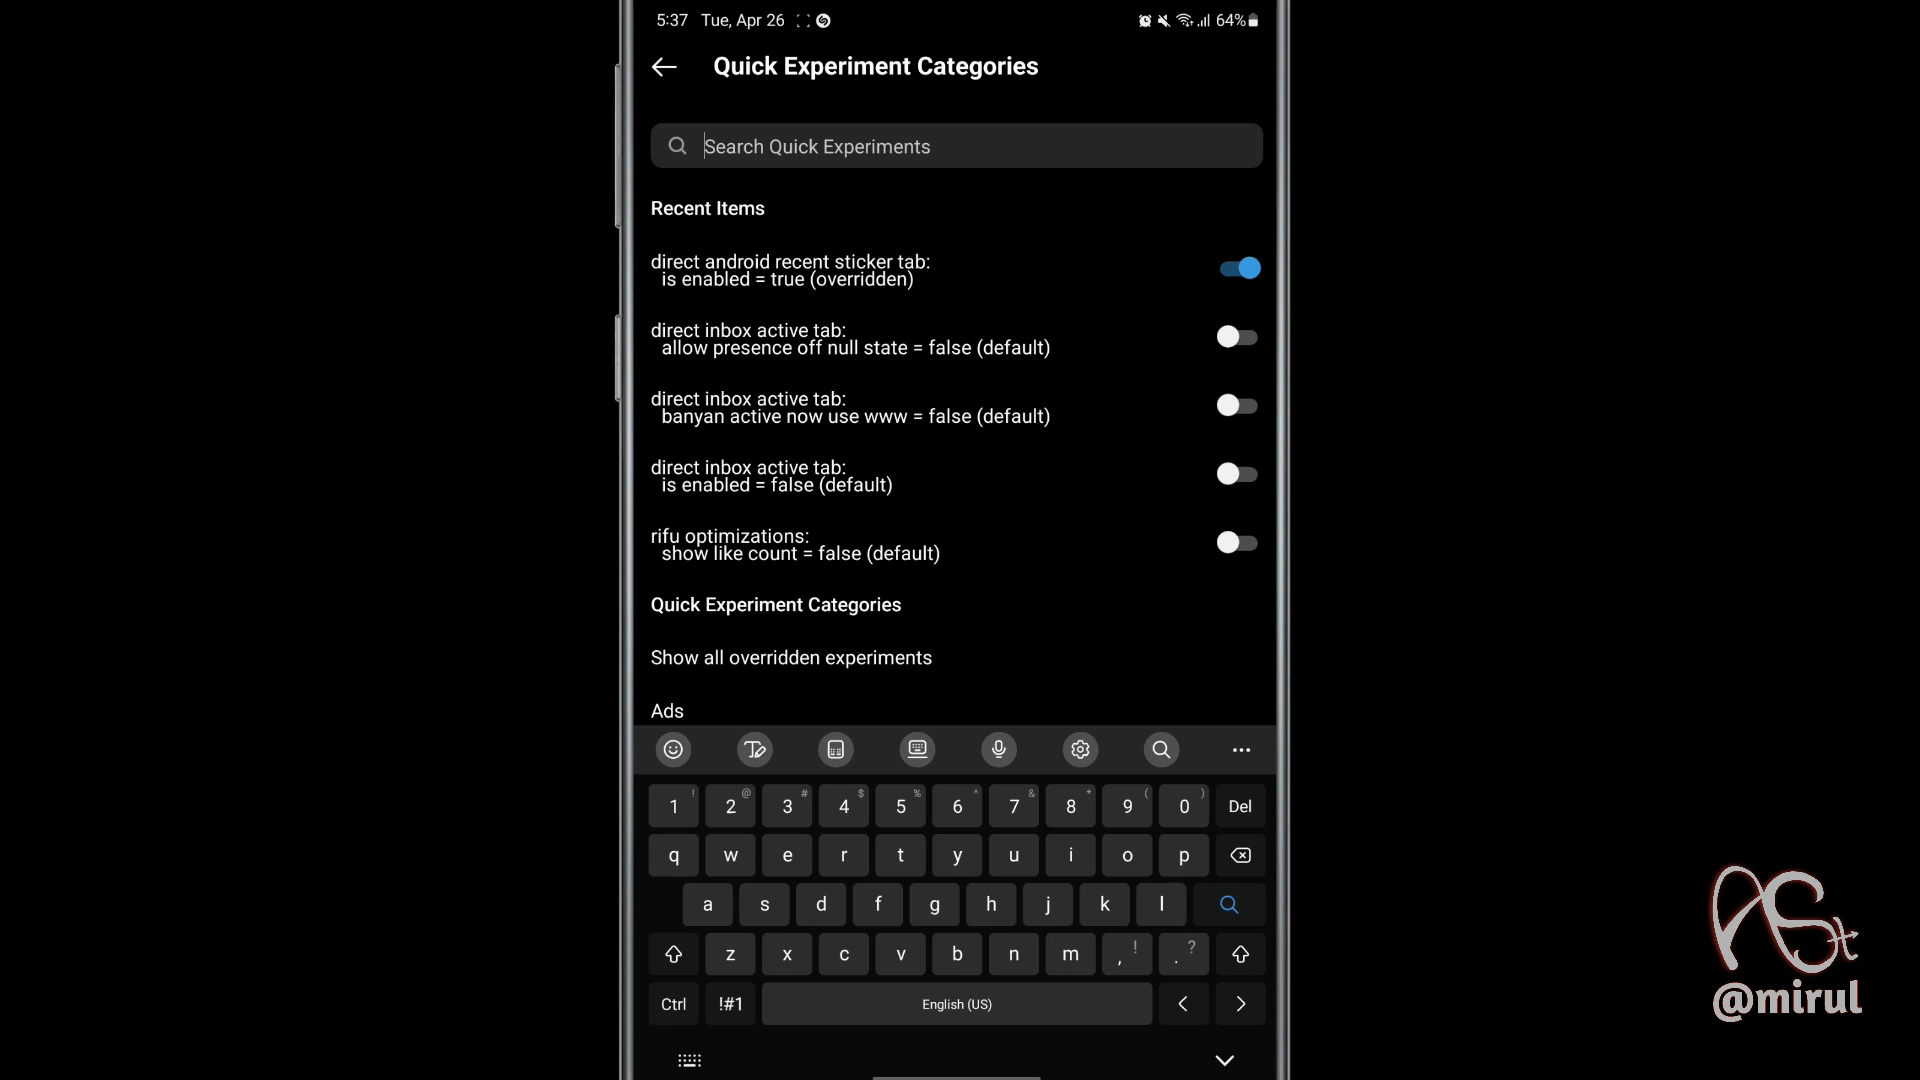 5:37 Tue, Apr 26 64%
Quick Experiment Categories
Search Quick Experiments
Recent Items
direct android recent sticker tab:
is enabled = true (overridden)
direct inbox active tab:
allow presence off null state = false (default)
direct inbox active tab:
banyan active now use www = false (default)
direct inbox active tab:
is enabled = false (default)
rifu optimizations:
show like count = false (default)
Quick Experiment Categories
Show all overridden experiments
Ads
! @ # $ % ^ & * ( )
1 2 3 4 5 6 7 8 9 0 Del
q w e r t y u i o p
a s d f g h j k l
z x c v b n m , ! . ?
Ctrl !#1 English (US) < >
@mirul